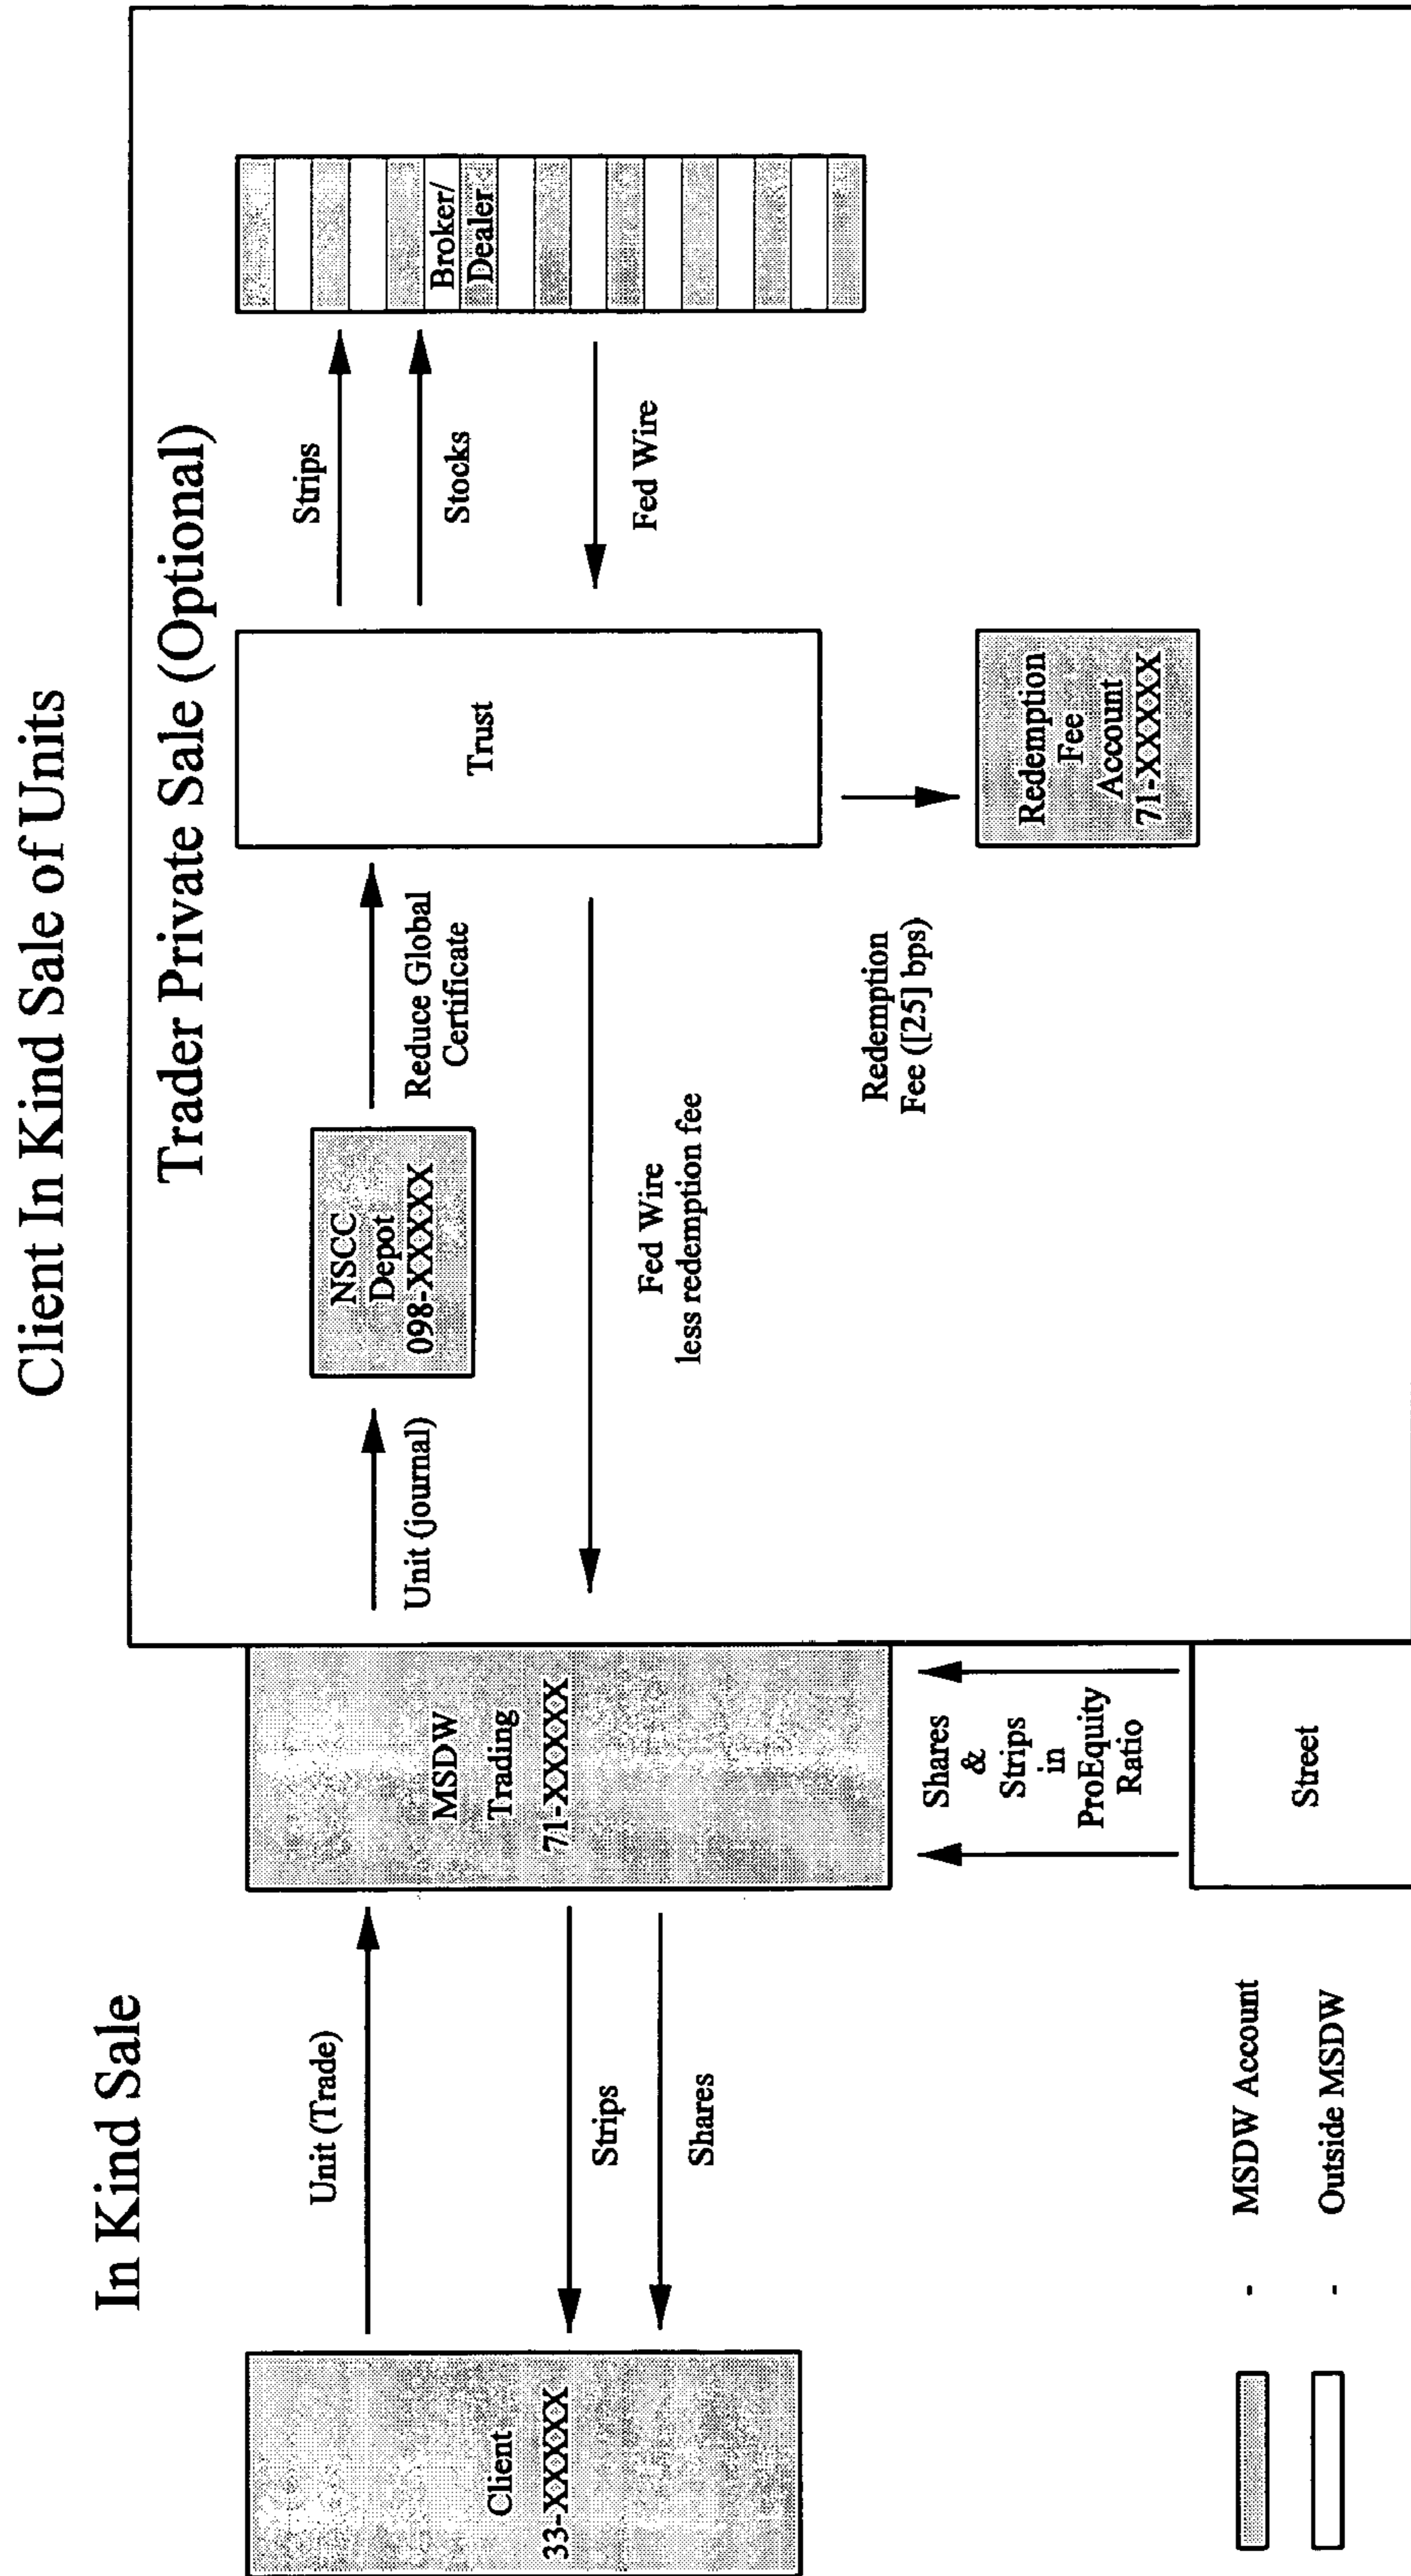 Client In Kind Sale of Units
In Kind Sale
Trader Private Sale (Optional)
Client
33-XXXXX
Unit (Trade)
Strips
Shares
MSDW
Trading
71-XXXXX
Unit (journal)
NSCC
Depot
098-XXXXX
Reduce Global
Certificate
Fed Wire
less redemption fee
Trust
Strips
Stocks
Fed Wire
Broker/
Dealer
Redemption
Fee ([25] bps)
Redemption
Fee
Account
71-XXXXX
Shares
&
Strips
in
ProEquity
Ratio
Street
- MSDW Account
- Outside MSDW